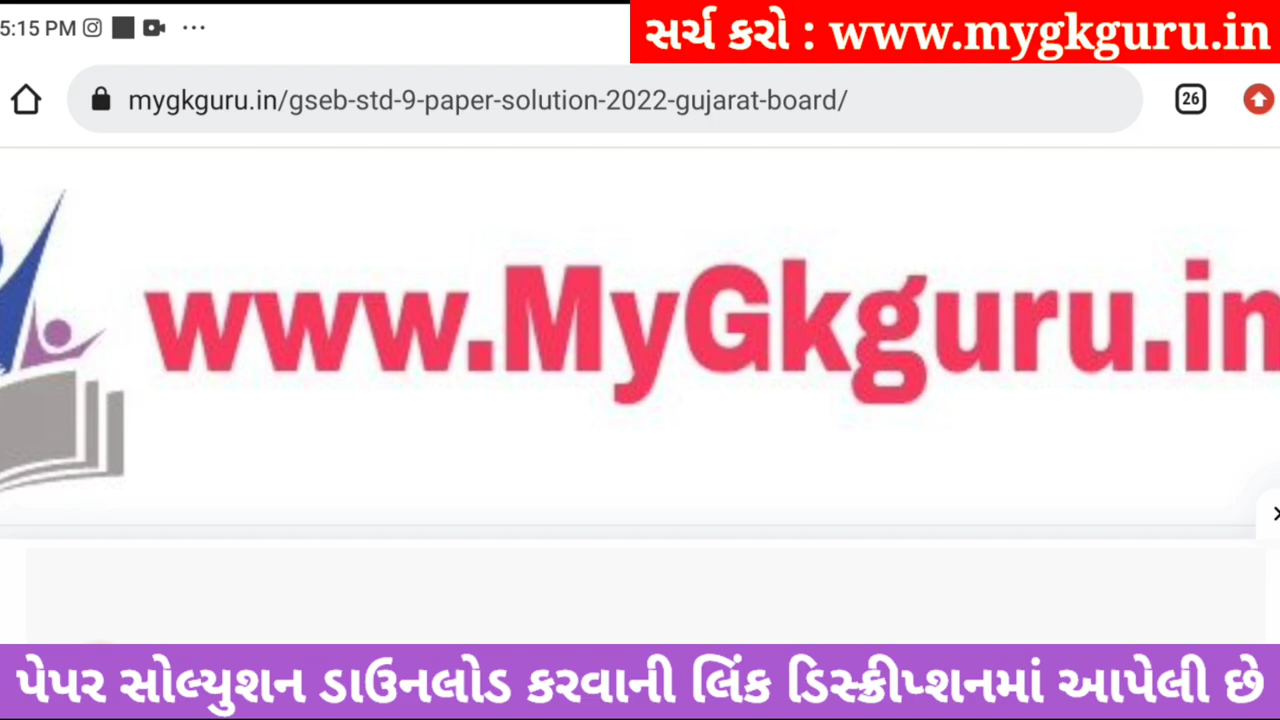 5:15 PM
સર્ચ કરો : www.mygkguru.in
mygkguru.in/gseb-std-9-paper-solution-2022-gujarat-board/
26
www.MyGkguru.in
પેપર સોલ્યુશન ડાઉનલોડ કરવાની લિંક ડિસ્ક્રીપ્શનમાં આપેલી છે